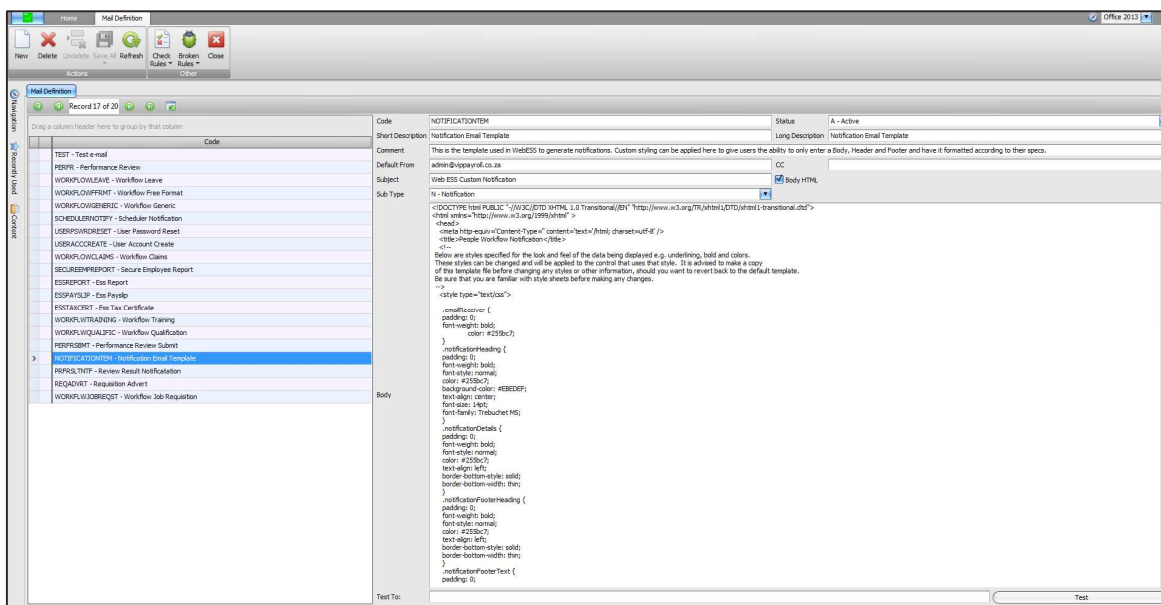 Home Mail Definition Office 2013
New Delete Undelete Save All Refresh Check Rules Broken Rules Close
Actions Other
Navigation
Recently Used
Content
Mail Definition
Record 17 of 20
Drag a column header here to group by that column
Code
TEST - Test e-mail
PERFR - Performance Review
WORKFLOWLEAVE - Workflow Leave
WORKFLOWFFRMT - Workflow Free Format
WORKFLOWGENERIC - Workflow Generic
SCHEDULERNOTIFY - Scheduler Notification
USERPSWRDRESET - User Password Reset
USERACCCREATE - User Account Create
WORKFLOWCLAIMS - Workflow Claims
SECUREEMPREPORT - Secure Employee Report
ESSREPORT - Ess Report
ESSPAYSLIP - Ess Payslip
ESSTAXCERT - Ess Tax Certificate
WORKFLWTRAINING - Workflow Training
WORKFLWQUALIFIC - Workflow Qualification
PERFRSBMT - Performance Review Submit
NOTIFICATIONTEM - Notification Email Template
PRFRSLTNTF - Review Result Notificatation
REQADVRT - Requisition Advert
WORKFLWJOBREQST - Workflow Job Requisition
Code NOTIFICATIONTEM Status A - Active
Short Description Notification Email Template Long Description Notification Email Template
Comment This is the template used in WebESS to generate notifications. Custom styling can be applied here to give users the ability to only enter a Body, Header and Footer and have it formatted according to their specs.
Default From admin@vippayroll.co.za CC
Subject Web ESS Custom Notification Body HTML
Sub Type N - Notification
Body
<!DOCTYPE html PUBLIC "-//W3C//DTD XHTML 1.0 Transitional//EN" "http://www.w3.org/TR/xhtml1/DTD/xhtml1-transitional.dtd">
<html xmlns="http://www.w3.org/1999/xhtml" >
<head>
<meta http-equiv='Content-Type=" content='text='/html; charset=utf-8' />
<title>People Workflow Notification</title>
<!--
Below are styles specified for the look and feel of the data being displayed e.g. underlining, bold and colors.
These styles can be changed and will be applied to the control that uses that style. It is advised to make a copy
of this template file before changing any styles or other information, should you want to revert back to the default template.
Be sure that you are familiar with style sheets before making any changes.
-->
<style type="text/css">
.emailReceiver {
padding: 0;
font-weight: bold;
color: #255bc7;
}
.notificationHeading {
padding: 0;
font-weight: bold;
font-style: normal;
color: #255bc7;
background-color: #EBEDEF;
text-align: center;
font-size: 14pt;
font-family: Trebuchet MS;
}
.notificationDetails {
padding: 0;
font-weight: bold;
font-style: normal;
color: #255bc7;
text-align: left;
border-bottom-style: solid;
border-bottom-width: thin;
}
.notificationFooterHeading {
padding: 0;
font-weight: bold;
font-style: normal;
color: #255bc7;
text-align: left;
border-bottom-style: solid;
border-bottom-width: thin;
}
.notificationFooterText {
padding: 0;
Test To: Test